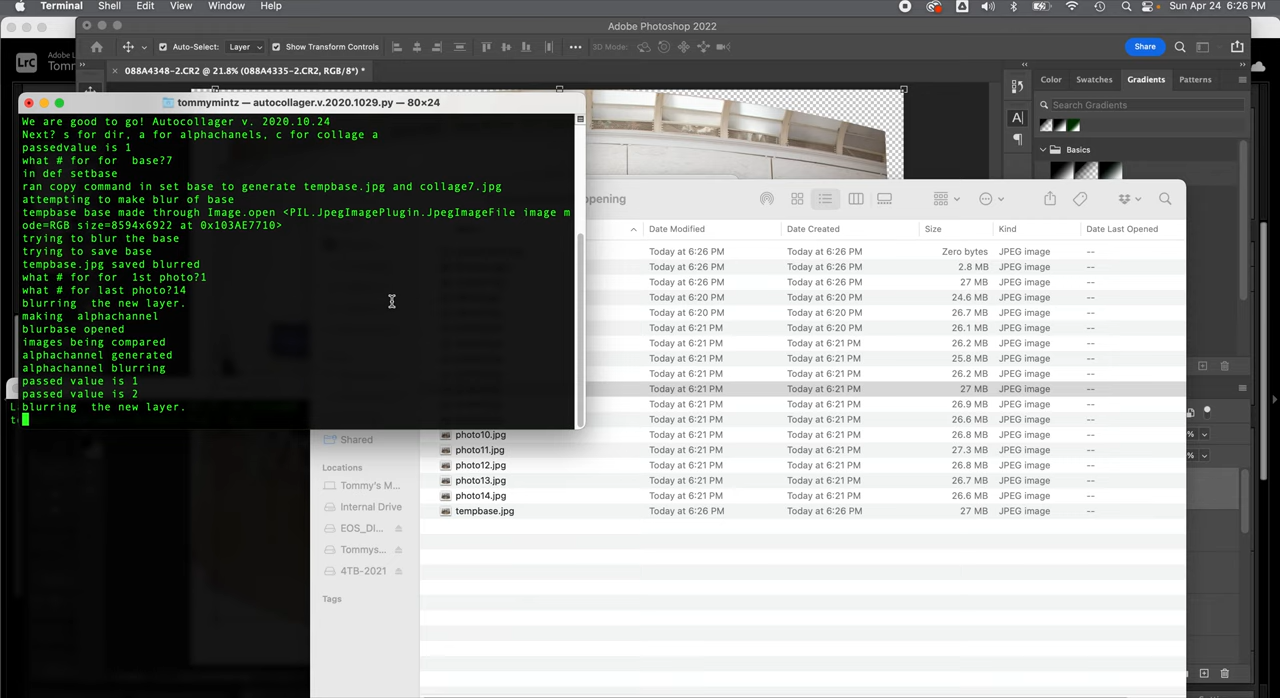 Terminal Shell Edit View Window Help Sun Apr 24 6:26 PM
Adobe Photoshop 2022
Auto-Select: Layer Show Transform Controls 3D Mode: Share
LrC Adobe L
Tomm
088A4348-2.CR2 @ 21.8% (088A4335-2.CR2, RGB/8*) *
Color Swatches Gradients Patterns
Search Gradients
Basics
tommymintz — autocollager.v.2020.1029.py — 80×24
We are good to go! Autocollager v. 2020.10.24
Next? s for dir, a for alphachanels, c for collage a
passedvalue is 1
what # for for  base?7
in def setbase
ran copy command in set base to generate tempbase.jpg and collage7.jpg
attempting to make blur of base
tempbase base made through Image.open <PIL.JpegImagePlugin.JpegImageFile image m
ode=RGB size=8594x6922 at 0x103AE7710>
trying to blur the base
trying to save base
tempbase.jpg saved blurred
what # for for  1st photo?1
what # for last photo?14
blurring  the new layer.
making  alphachannel
blurbase opened
images being compared
alphachannel generated
alphachannel blurring
passed value is 1
passed value is 2
blurring  the new layer.
opening
Date Modified Date Created Size Kind Date Last Opened
Today at 6:26 PM Today at 6:26 PM Zero bytes JPEG image --
Today at 6:26 PM Today at 6:26 PM 2.8 MB JPEG image --
Today at 6:26 PM Today at 6:26 PM 27 MB JPEG image --
Today at 6:20 PM Today at 6:20 PM 24.6 MB JPEG image --
Today at 6:20 PM Today at 6:20 PM 26.7 MB JPEG image --
Today at 6:21 PM Today at 6:21 PM 26.1 MB JPEG image --
Today at 6:21 PM Today at 6:21 PM 26.2 MB JPEG image --
Today at 6:21 PM Today at 6:21 PM 25.8 MB JPEG image --
Today at 6:21 PM Today at 6:21 PM 26.2 MB JPEG image --
Today at 6:21 PM Today at 6:21 PM 27 MB JPEG image --
Today at 6:21 PM Today at 6:21 PM 26.9 MB JPEG image --
Today at 6:21 PM Today at 6:21 PM 26.6 MB JPEG image --
photo10.jpg Today at 6:21 PM Today at 6:21 PM 26.8 MB JPEG image --
photo11.jpg Today at 6:21 PM Today at 6:21 PM 27.3 MB JPEG image --
photo12.jpg Today at 6:21 PM Today at 6:21 PM 26.8 MB JPEG image --
photo13.jpg Today at 6:21 PM Today at 6:21 PM 26.7 MB JPEG image --
photo14.jpg Today at 6:21 PM Today at 6:21 PM 26.6 MB JPEG image --
tempbase.jpg Today at 6:26 PM Today at 6:26 PM 27 MB JPEG image --
Shared
Locations
Tommy's M...
Internal Drive
EOS_DI...
Tommys...
4TB-2021
Tags